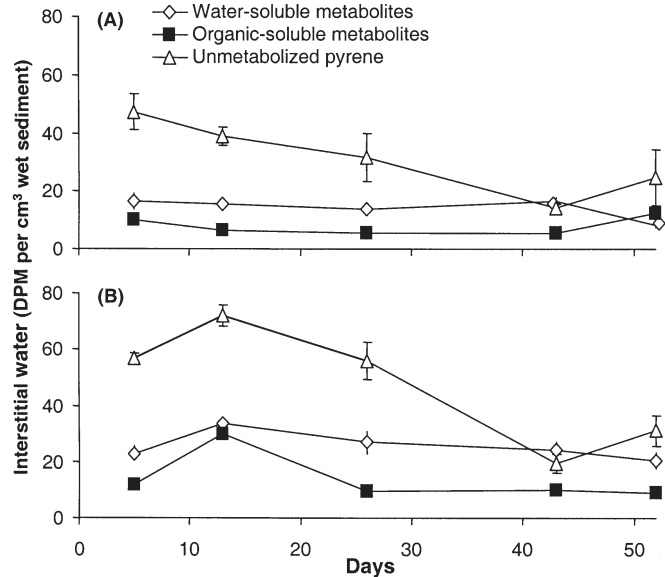 (A)
Water-soluble metabolites
Organic-soluble metabolites
Unmetabolized pyrene
80
60
40
20
0
Interstitial water (DPM per cm³ wet sediment)
(B)
80
60
40
20
0
0 10 20 30 40 50
Days